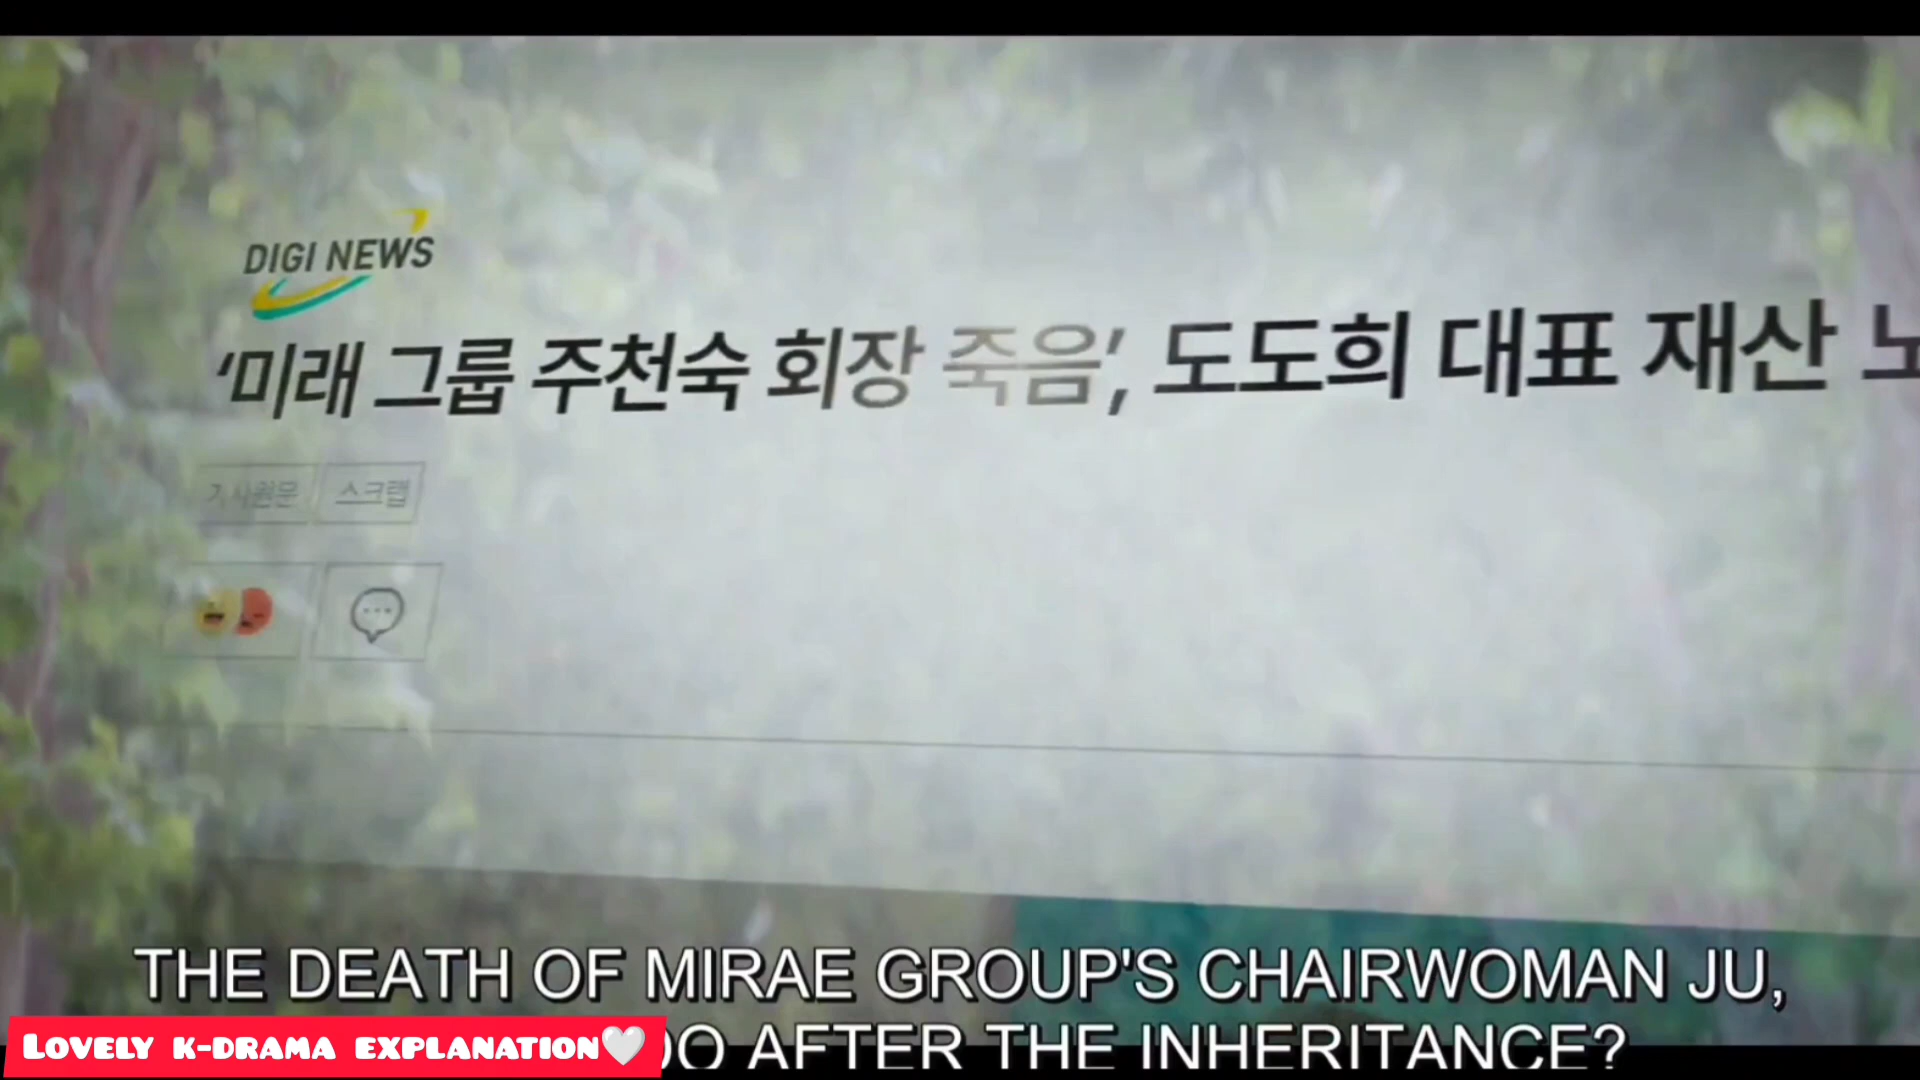 DIGI NEWS
‘미래 그룹 주천숙 회장 죽음’, 도도희 대표 재산
기사원문 스크랩
THE DEATH OF MIRAE GROUP'S CHAIRWOMAN JU,
AFTER THE INHERITANCE?
LOVELY K-DRAMA EXPLANATION🤍